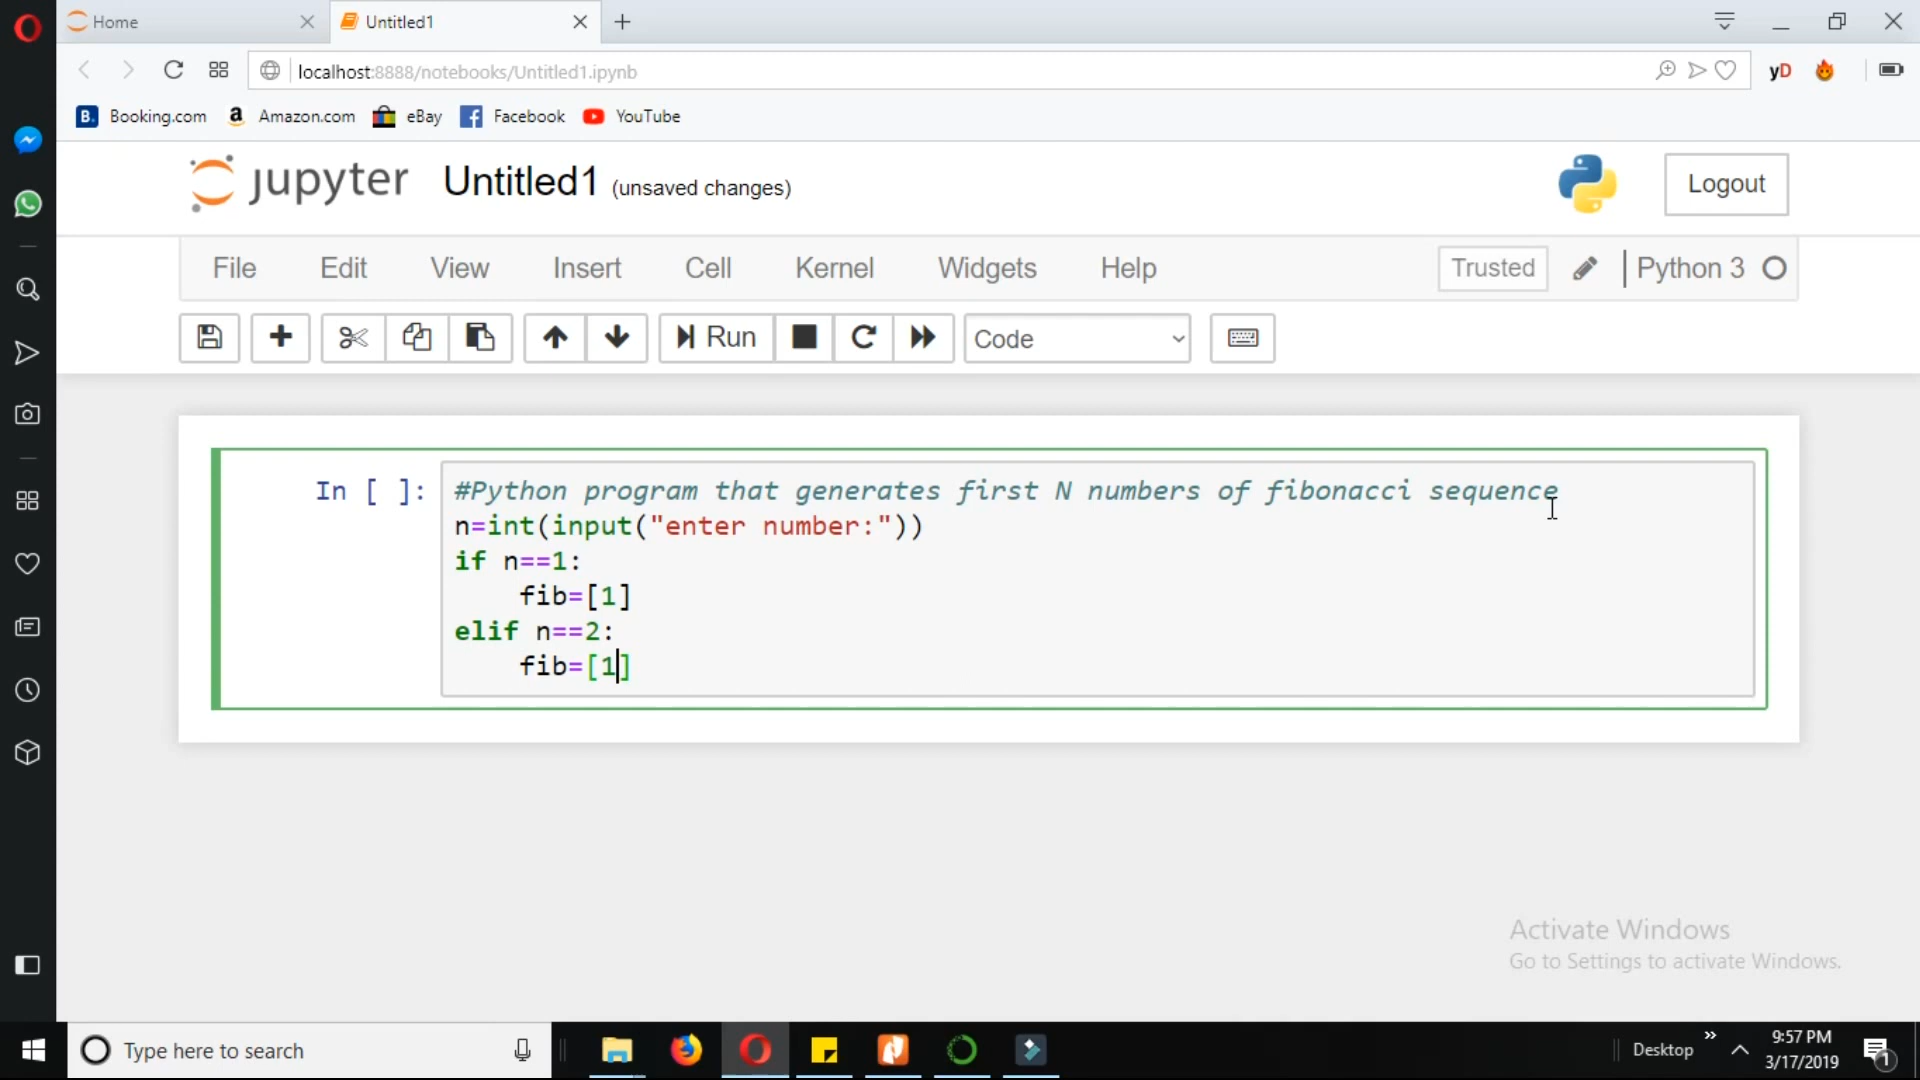 Home
Untitled1
localhost:8888/notebooks/Untitled1.ipynb
yD
B. Booking.com
a Amazon.com
eBay
Facebook
YouTube
jupyter Untitled1 (unsaved changes)
Logout
File Edit View Insert Cell Kernel Widgets Help
Trusted
Python 3
Run
Code
In [ ]:
#Python program that generates first N numbers of fibonacci sequence
n=int(input("enter number:"))
if n==1:
    fib=[1]
elif n==2:
    fib=[1]
Activate Windows
Go to Settings to activate Windows.
Type here to search
Desktop
9:57 PM
3/17/2019
1